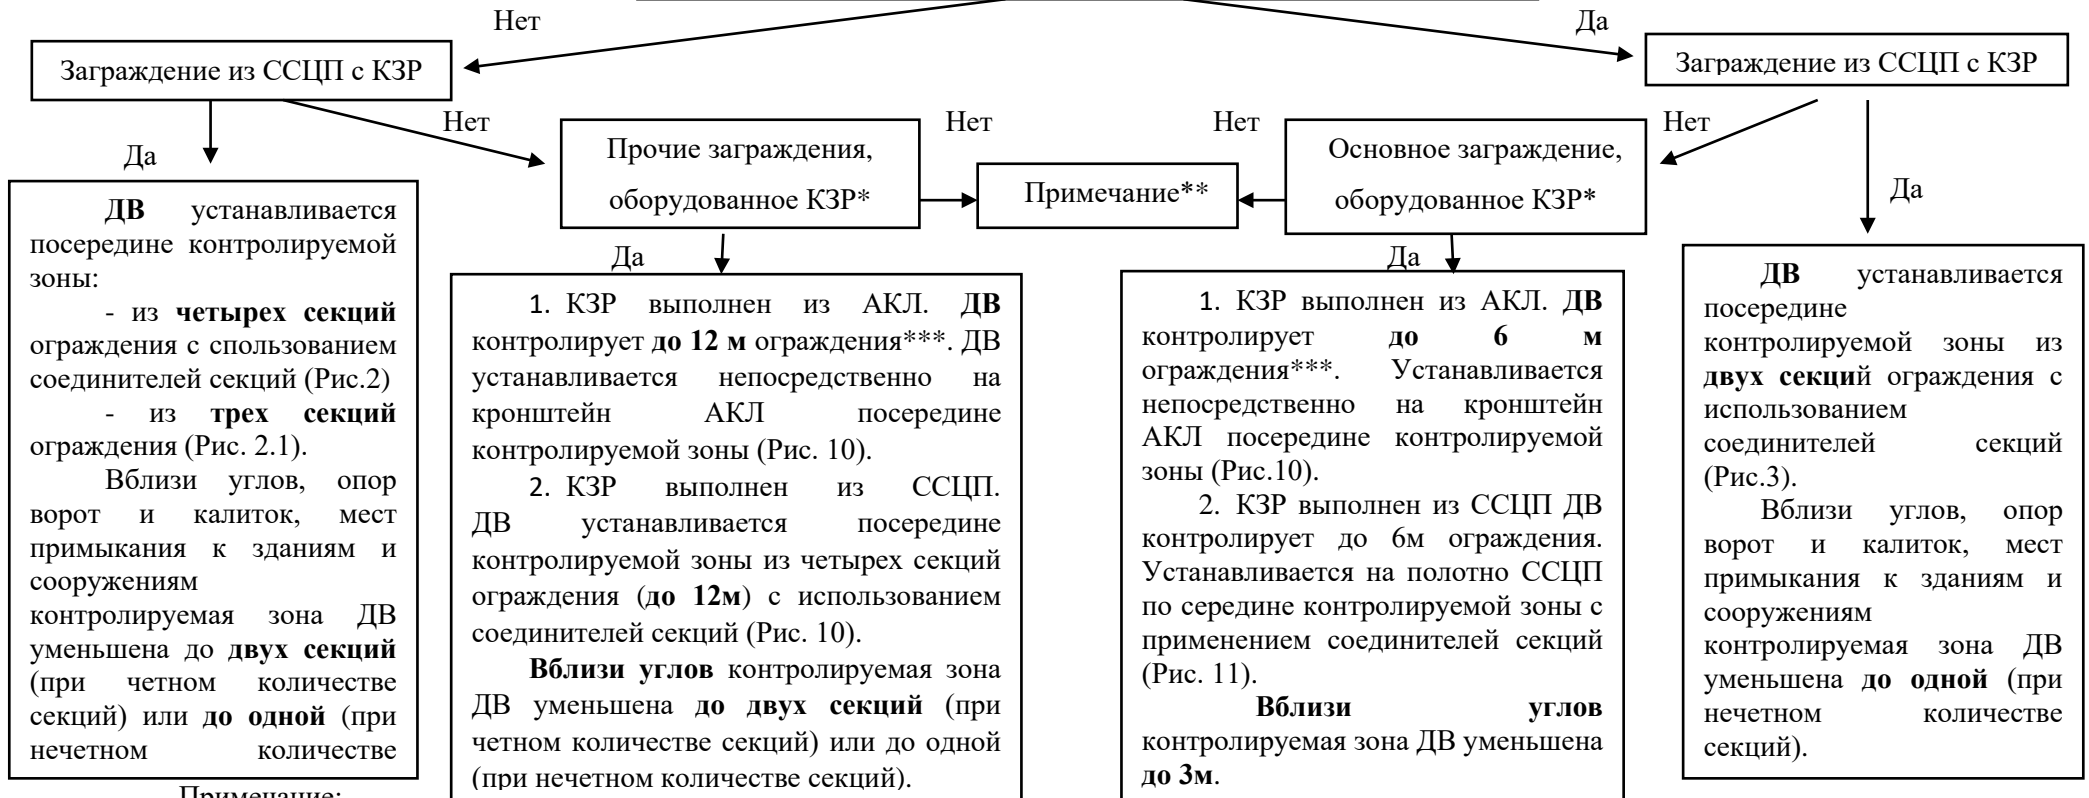 Нет
Да
Заграждение из ССЦП с КЗР
Заграждение из ССЦП с КЗР
Нет
Нет
Нет
Нет
Да
Прочие заграждения,
оборудованное КЗР*
Примечание**
Основное заграждение,
оборудованное КЗР*
Да
Да
Да
ДВ устанавливается
посередине контролируемой
зоны:
- из четырех секций
ограждения с спользованием
соединителей секций (Рис.2)
- из трех секций
ограждения (Рис. 2.1).
Вблизи углов, опор
ворот и калиток, мест
примыкания к зданиям и
сооружениям
контролируемая зона ДВ
уменьшена до двух секций
(при четном количестве
секций) или до одной (при
нечетном количестве
1. КЗР выполнен из АКЛ. ДВ
контролирует до 12 м ограждения***. ДВ
устанавливается непосредственно на
кронштейн АКЛ посередине
контролируемой зоны (Рис. 10).
2. КЗР выполнен из ССЦП.
ДВ устанавливается посередине
контролируемой зоны из четырех секций
ограждения (до 12м) с использованием
соединителей секций (Рис. 10).
Вблизи углов контролируемая зона
ДВ уменьшена до двух секций (при
четном количестве секций) или до одной
(при нечетном количестве секций).
1. КЗР выполнен из АКЛ. ДВ
контролирует до 6 м
ограждения***. Устанавливается
непосредственно на кронштейн
АКЛ посередине контролируемой
зоны (Рис.10).
2. КЗР выполнен из ССЦП ДВ
контролирует до 6м ограждения.
Устанавливается на полотно ССЦП
по середине контролируемой зоны с
применением соединителей секций
(Рис. 11).
Вблизи углов
контролируемая зона ДВ уменьшена
до 3м.
ДВ устанавливается
посередине
контролируемой зоны из
двух секций ограждения с
использованием
соединителей секций
(Рис.3).
Вблизи углов, опор
ворот и калиток, мест
примыкания к зданиям и
сооружениям
контролируемая зона ДВ
уменьшена до одной (при
нечетном количестве
секций).
Примечание: